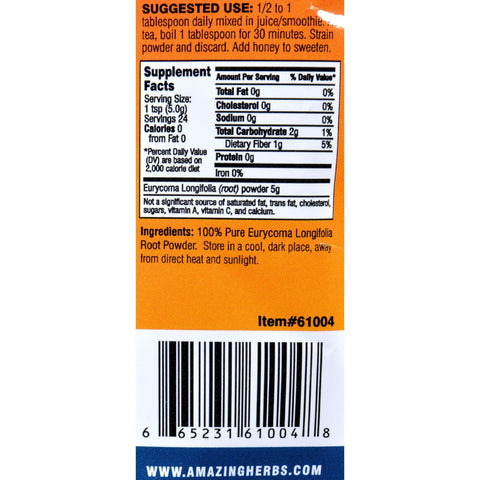 SUGGESTED USE: 1/2 to 1
tablespoon daily mixed in juice/smoothie.
tea, boil 1 tablespoon for 30 minutes. Strain
powder and discard. Add honey to sweeten.
Supplement
Facts
Serving Size:
1 tsp (5.0g)
Servings 24
Calories 0
from Fat 0
*Percent Daily Value
(DV) are based on
2,000 calorie diet
Amount Per Serving % Daily Value*
Total Fat 0g 0%
Cholesterol 0g 0%
Sodium 0g 0%
Total Carbohydrate 2g 1%
Dietary Fiber 1g 5%
Protein 0g
Iron 0%
Eurycoma Longifolia (root) powder 5g
Not a significant source of saturated fat, trans fat, cholesterol,
sugars, vitamin A, vitamin C, and calcium.
Ingredients: 100% Pure Eurycoma Longifolia
Root Powder. Store in a cool, dark place, away
from direct heat and sunlight.
Item#61004
6 65231 61004 8
WWW.AMAZINGHERBS.COM